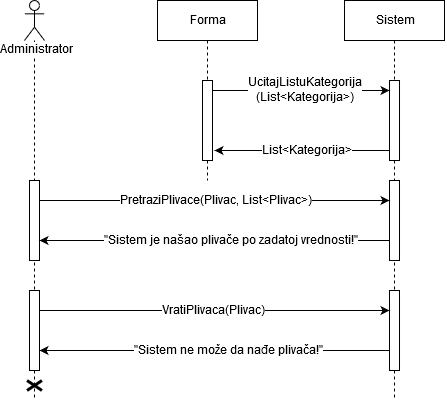 Administrator
Forma
Sistem
UcitajListuKategorija
(List<Kategorija>)
List<Kategorija>
PretraziPlivace(Plivac, List<Plivac>)
"Sistem je našao plivače po zadatoj vrednosti!"
VratiPlivaca(Plivac)
"Sistem ne može da nađe plivača!"